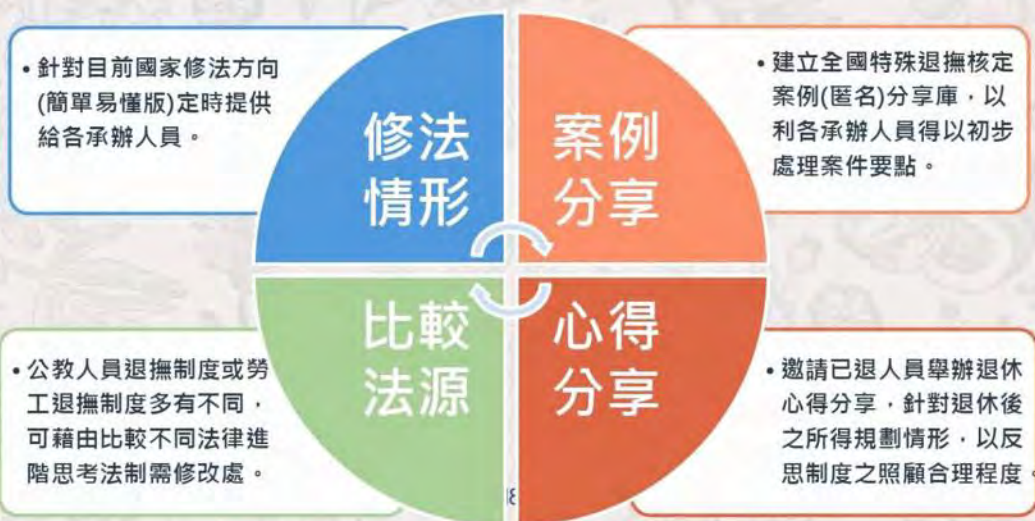 • 針對目前國家修法方向
(簡單易懂版)定時提供
給各承辦人員。
修法
情形
案例
分享
• 建立全國特殊退撫核定
案例(匿名)分享庫，以
利各承辦人員得以初步
處理案件要點。
• 公教人員退撫制度或勞
工退撫制度多有不同，
可藉由比較不同法律進
階思考法制需修改處。
比較
法源
心得
分享
• 邀請已退人員舉辦退休
心得分享，針對退休後
之所得規劃情形，以反
思制度之照顧合理程度。